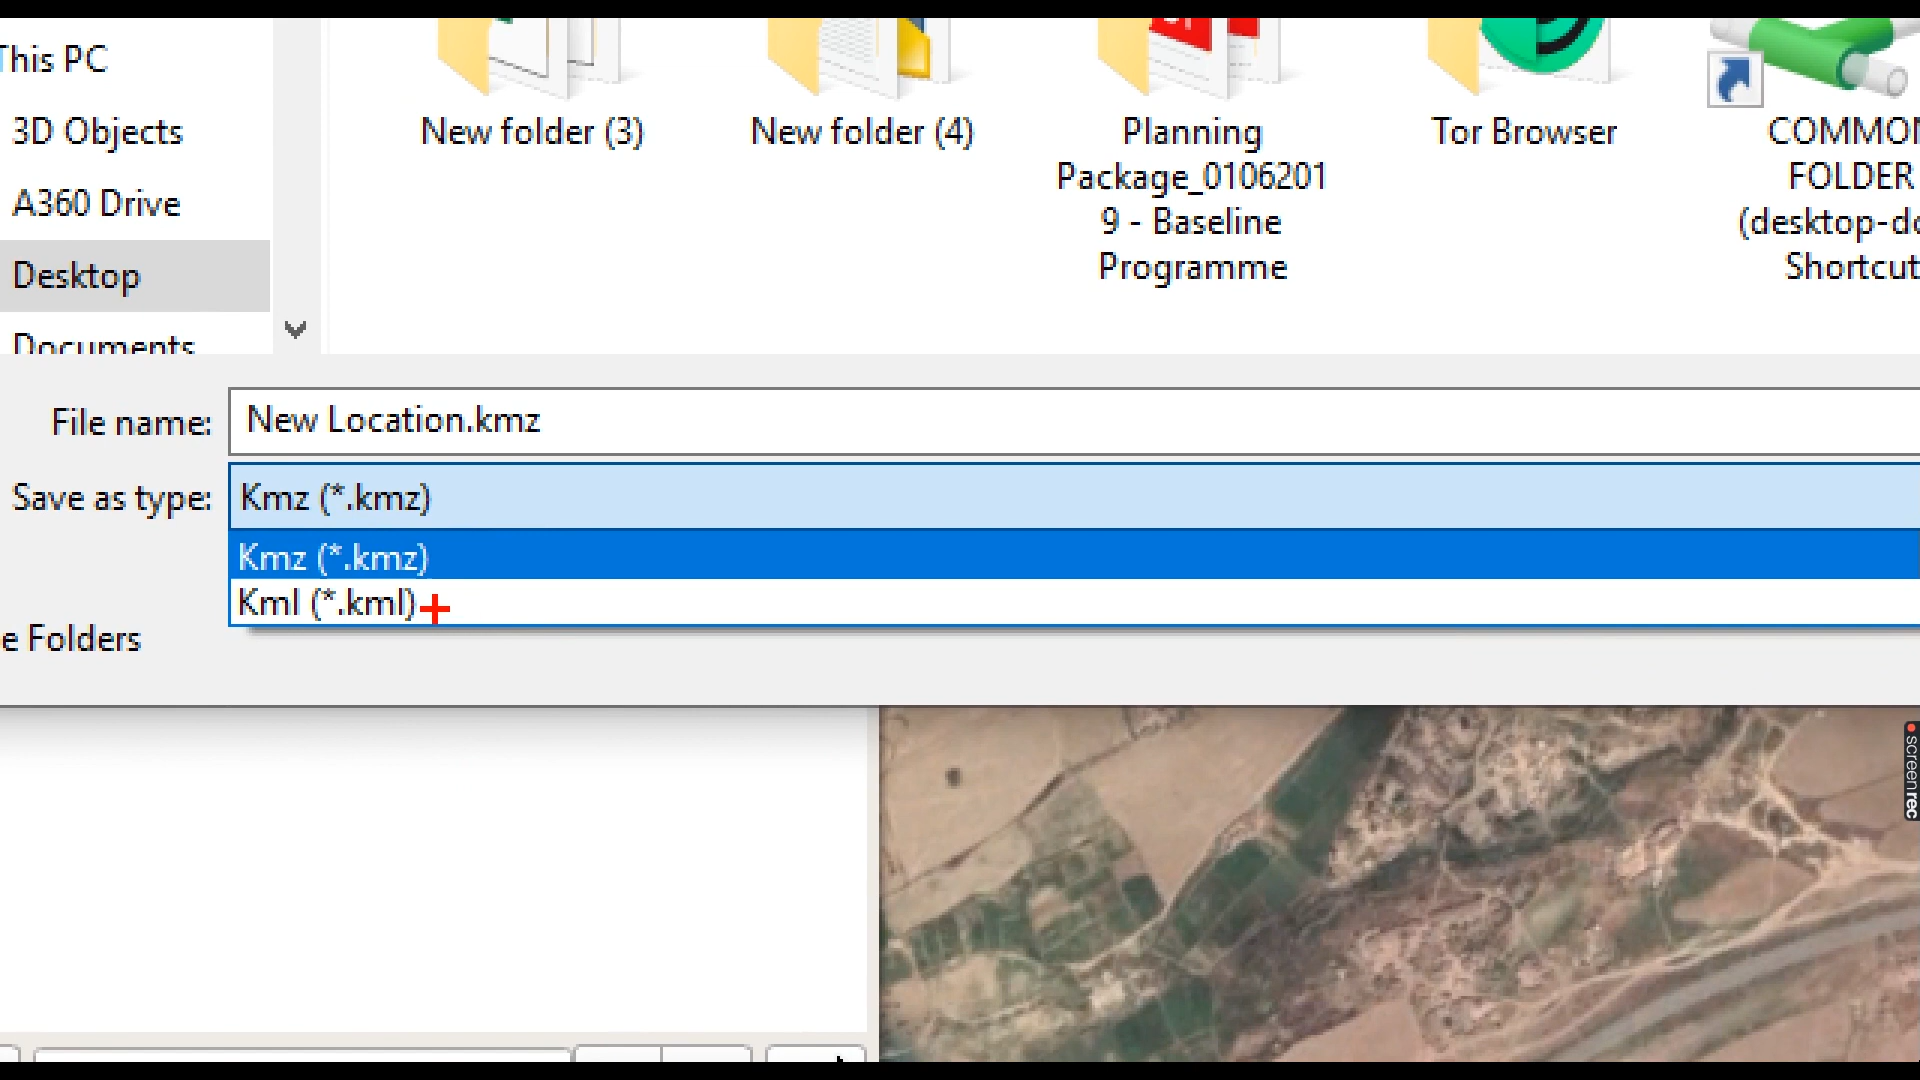 This PC
3D Objects
A360 Drive
Desktop
Documents
New folder (3)
New folder (4)
Planning
Package_0106201
9 - Baseline
Programme
Tor Browser
COMMON
FOLDER
(desktop-do
Shortcut
File name: New Location.kmz
Save as type: Kmz (*.kmz)
Kmz (*.kmz)
Kml (*.kml)
e Folders
screenrec